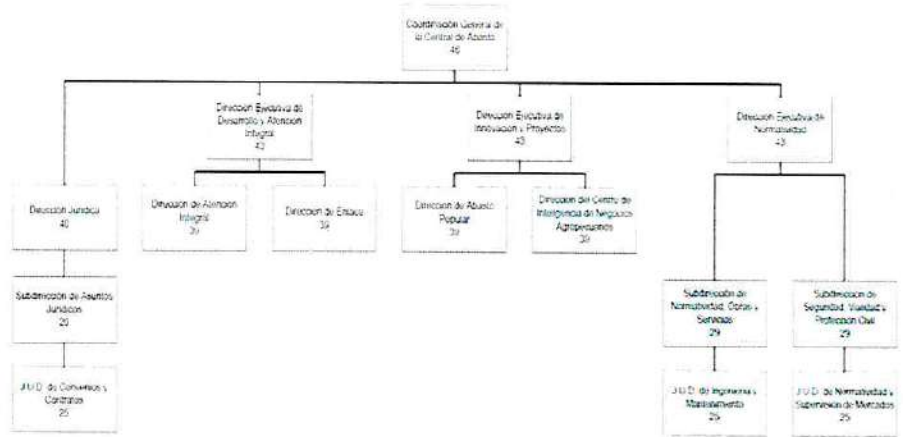 Coordinación General de
la Central de Abasto
46
Dirección Ejecutiva de
Desarrollo y Atención
Integral
43
Dirección Ejecutiva de
Innovación y Proyectos
43
Dirección Ejecutiva de
Normatividad
43
Dirección Jurídica
40
Dirección de Atención
Integral
39
Dirección de Enlace
39
Dirección de Abasto
Popular
39
Dirección del Centro de
Inteligencia de Negocios
Agropecuarios
39
Subdirección de Asuntos
Jurídicos
29
Subdirección de
Normatividad, Obras y
Servicios
29
Subdirección de
Seguridad, Vialidad y
Protección Civil
29
J.U.D. de Convenios y
Contratos
25
J.U.D. de Ingeniería y
Mantenimiento
25
J.U.D. de Normatividad y
Supervisión de Mercados
25